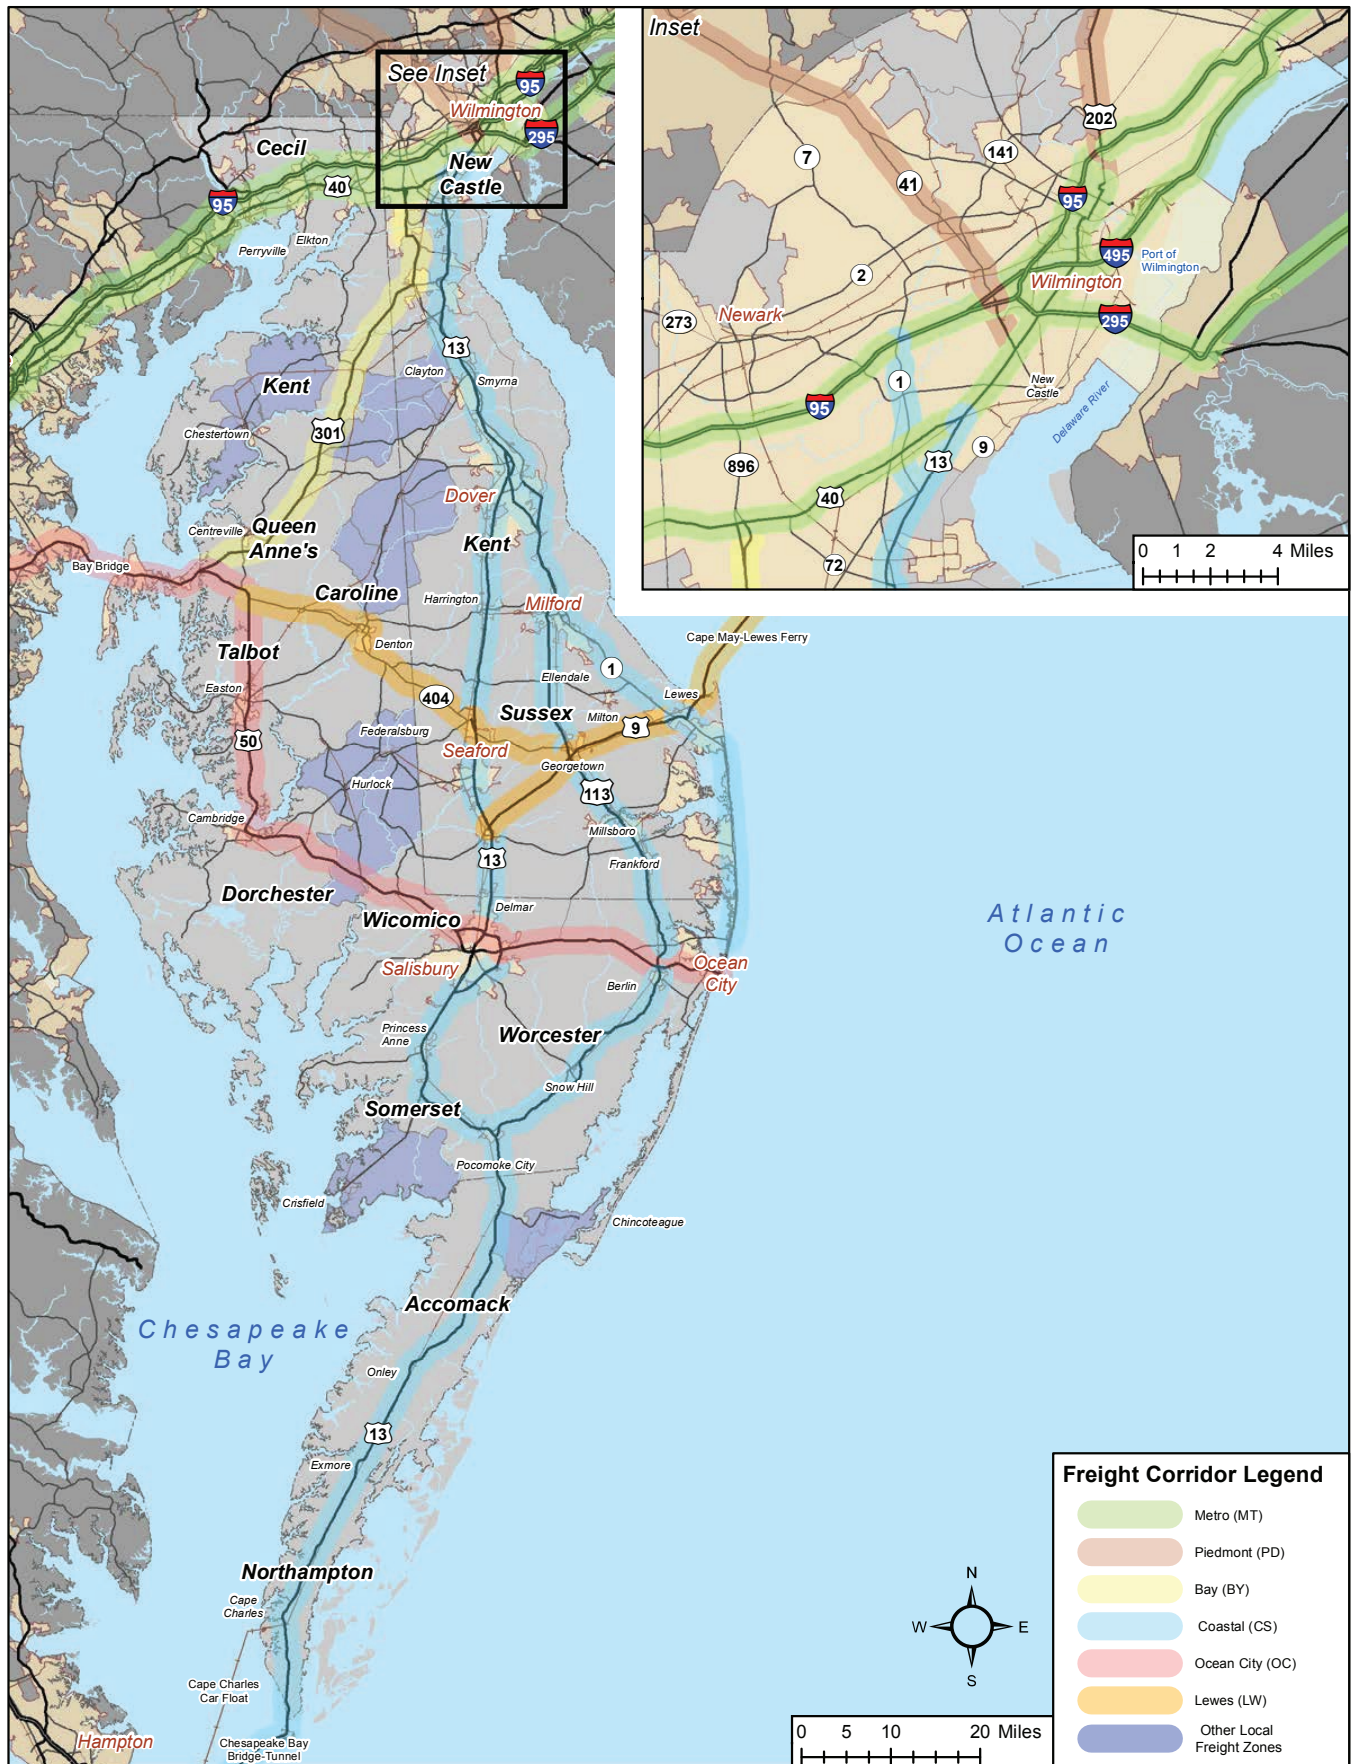 See Inset
Wilmington
95
295
Cecil
New
Castle
40
95
Elkton
Perryville
13
Clayton
Smyrna
Kent
301
Chestertown
Dover
Centreville
Queen
Anne's
Kent
Bay Bridge
Caroline
Harrington
Milford
Denton
Cape May-Lewes Ferry
Talbot
1
Ellendale
Easton
404
Lewes
Sussex
Milton
9
Federalsburg
50
Seaford
Georgetown
Hurlock
113
Cambridge
Millsboro
13
Frankford
Dorchester
Delmar
Wicomico
Salisbury
Ocean
City
Berlin
Princess
Anne
Worcester
Snow Hill
Somerset
Pocomoke City
Crisfield
Chincoteague
Accomack
Chesapeake
Bay
Onley
13
Exmore
Northampton
Cape
Charles
Cape Charles
Car Float
Hampton
Chesapeake Bay
Bridge-Tunnel
Atlantic
Ocean
Inset
202
7
141
41
95
495
Port of
Wilmington
2
Wilmington
Newark
273
295
1
New
Castle
95
Delaware River
9
896
13
40
72
0 1 2 4 Miles
N
W E
S
0 5 10 20 Miles
Freight Corridor Legend
Metro (MT)
Piedmont (PD)
Bay (BY)
Coastal (CS)
Ocean City (OC)
Lewes (LW)
Other Local
Freight Zones